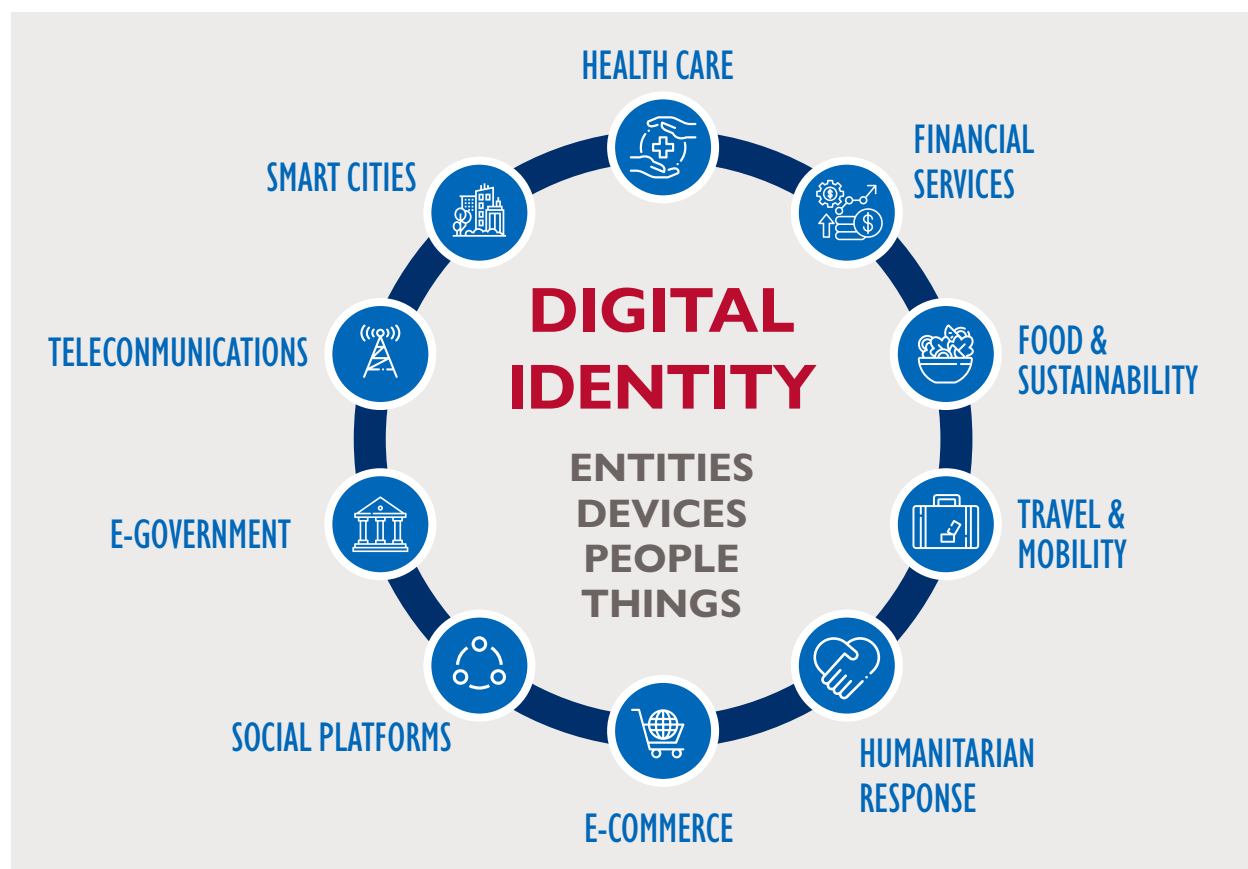 HEALTH CARE
FINANCIAL
SERVICES
FOOD &
SUSTAINABILITY
TRAVEL &
MOBILITY
HUMANITARIAN
RESPONSE
E-COMMERCE
SOCIAL PLATFORMS
E-GOVERNMENT
TELECONMUNICATIONS
SMART CITIES
DIGITAL
IDENTITY
ENTITIES
DEVICES
PEOPLE
THINGS
$
$